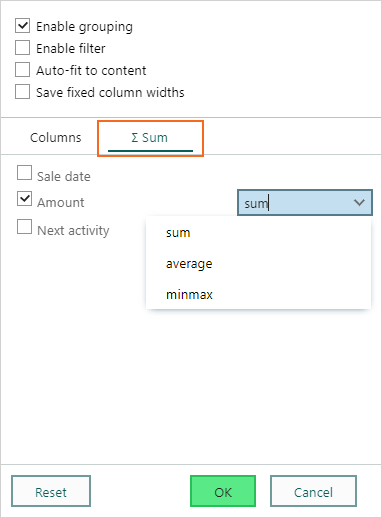 Enable grouping
Enable filter
Auto-fit to content
Save fixed column widths
Columns Σ Sum
Sale date
Amount sum
Next activity
sum
average
minmax
Reset OK Cancel